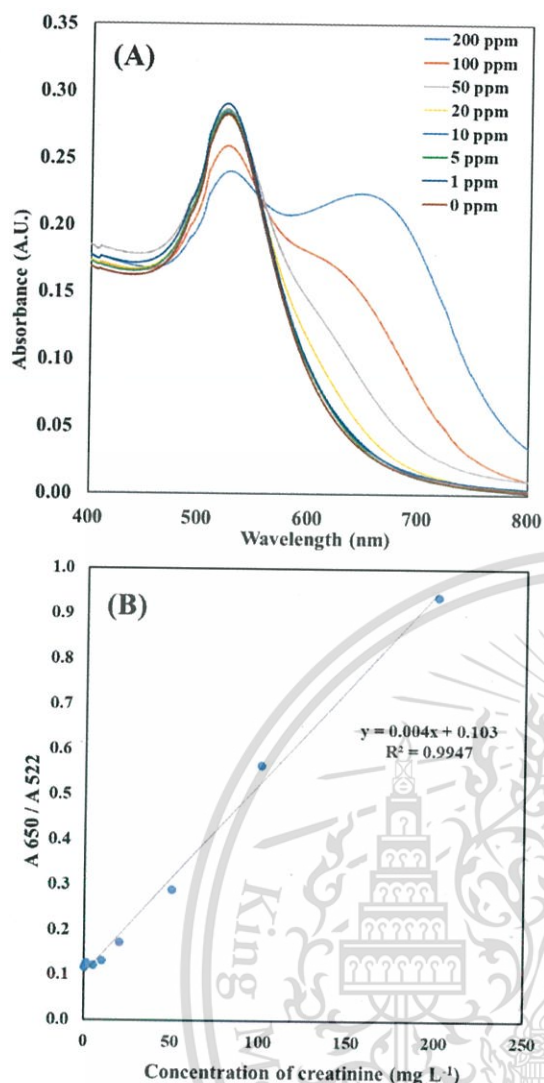 (A)
0.35
0.30
0.25
0.20
0.15
0.10
0.05
0.00
Absorbance (A.U.)
200 ppm
100 ppm
50 ppm
20 ppm
10 ppm
5 ppm
1 ppm
0 ppm
400 500 600 700 800
Wavelength (nm)
(B)
1.0
0.9
0.8
0.7
0.6
0.5
0.4
0.3
0.2
0.1
0.0
A 650 / A 522
y = 0.004x + 0.103
R² = 0.9947
0 50 100 150 200 250
Concentration of creatinine (mg L⁻¹)
King M